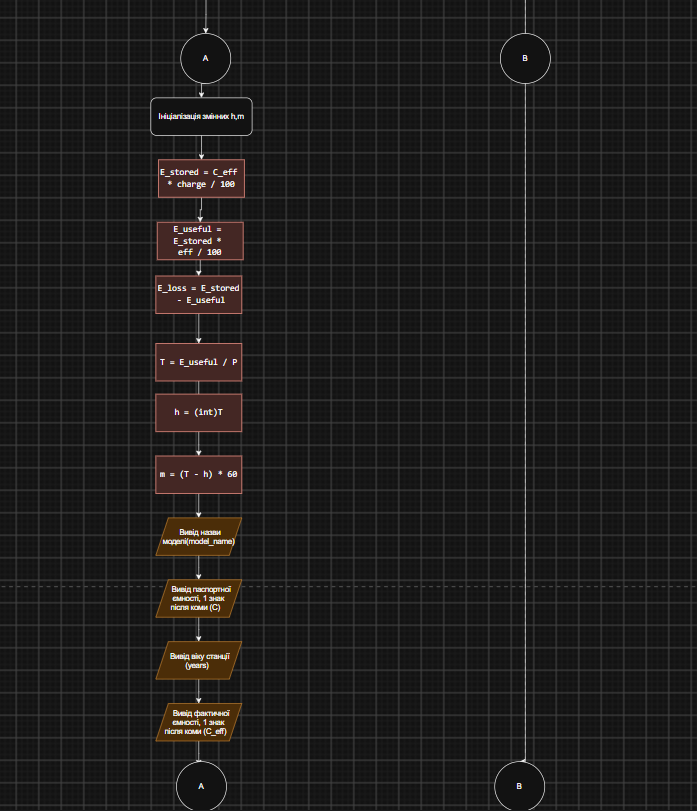 A
B
Ініціалізація змінних h,m
E_stored = C_eff
* charge / 100
E_useful =
E_stored *
eff / 100
E_loss = E_stored
- E_useful
T = E_useful / P
h = (int)T
m = (T - h) * 60
Вивід назви
моделі(model_name)
Вивід паспортної
ємності, 1 знак
після коми (C)
Вивід віку станції
(years)
Вивід фактичної
ємності, 1 знак
після коми (C_eff)
A
B